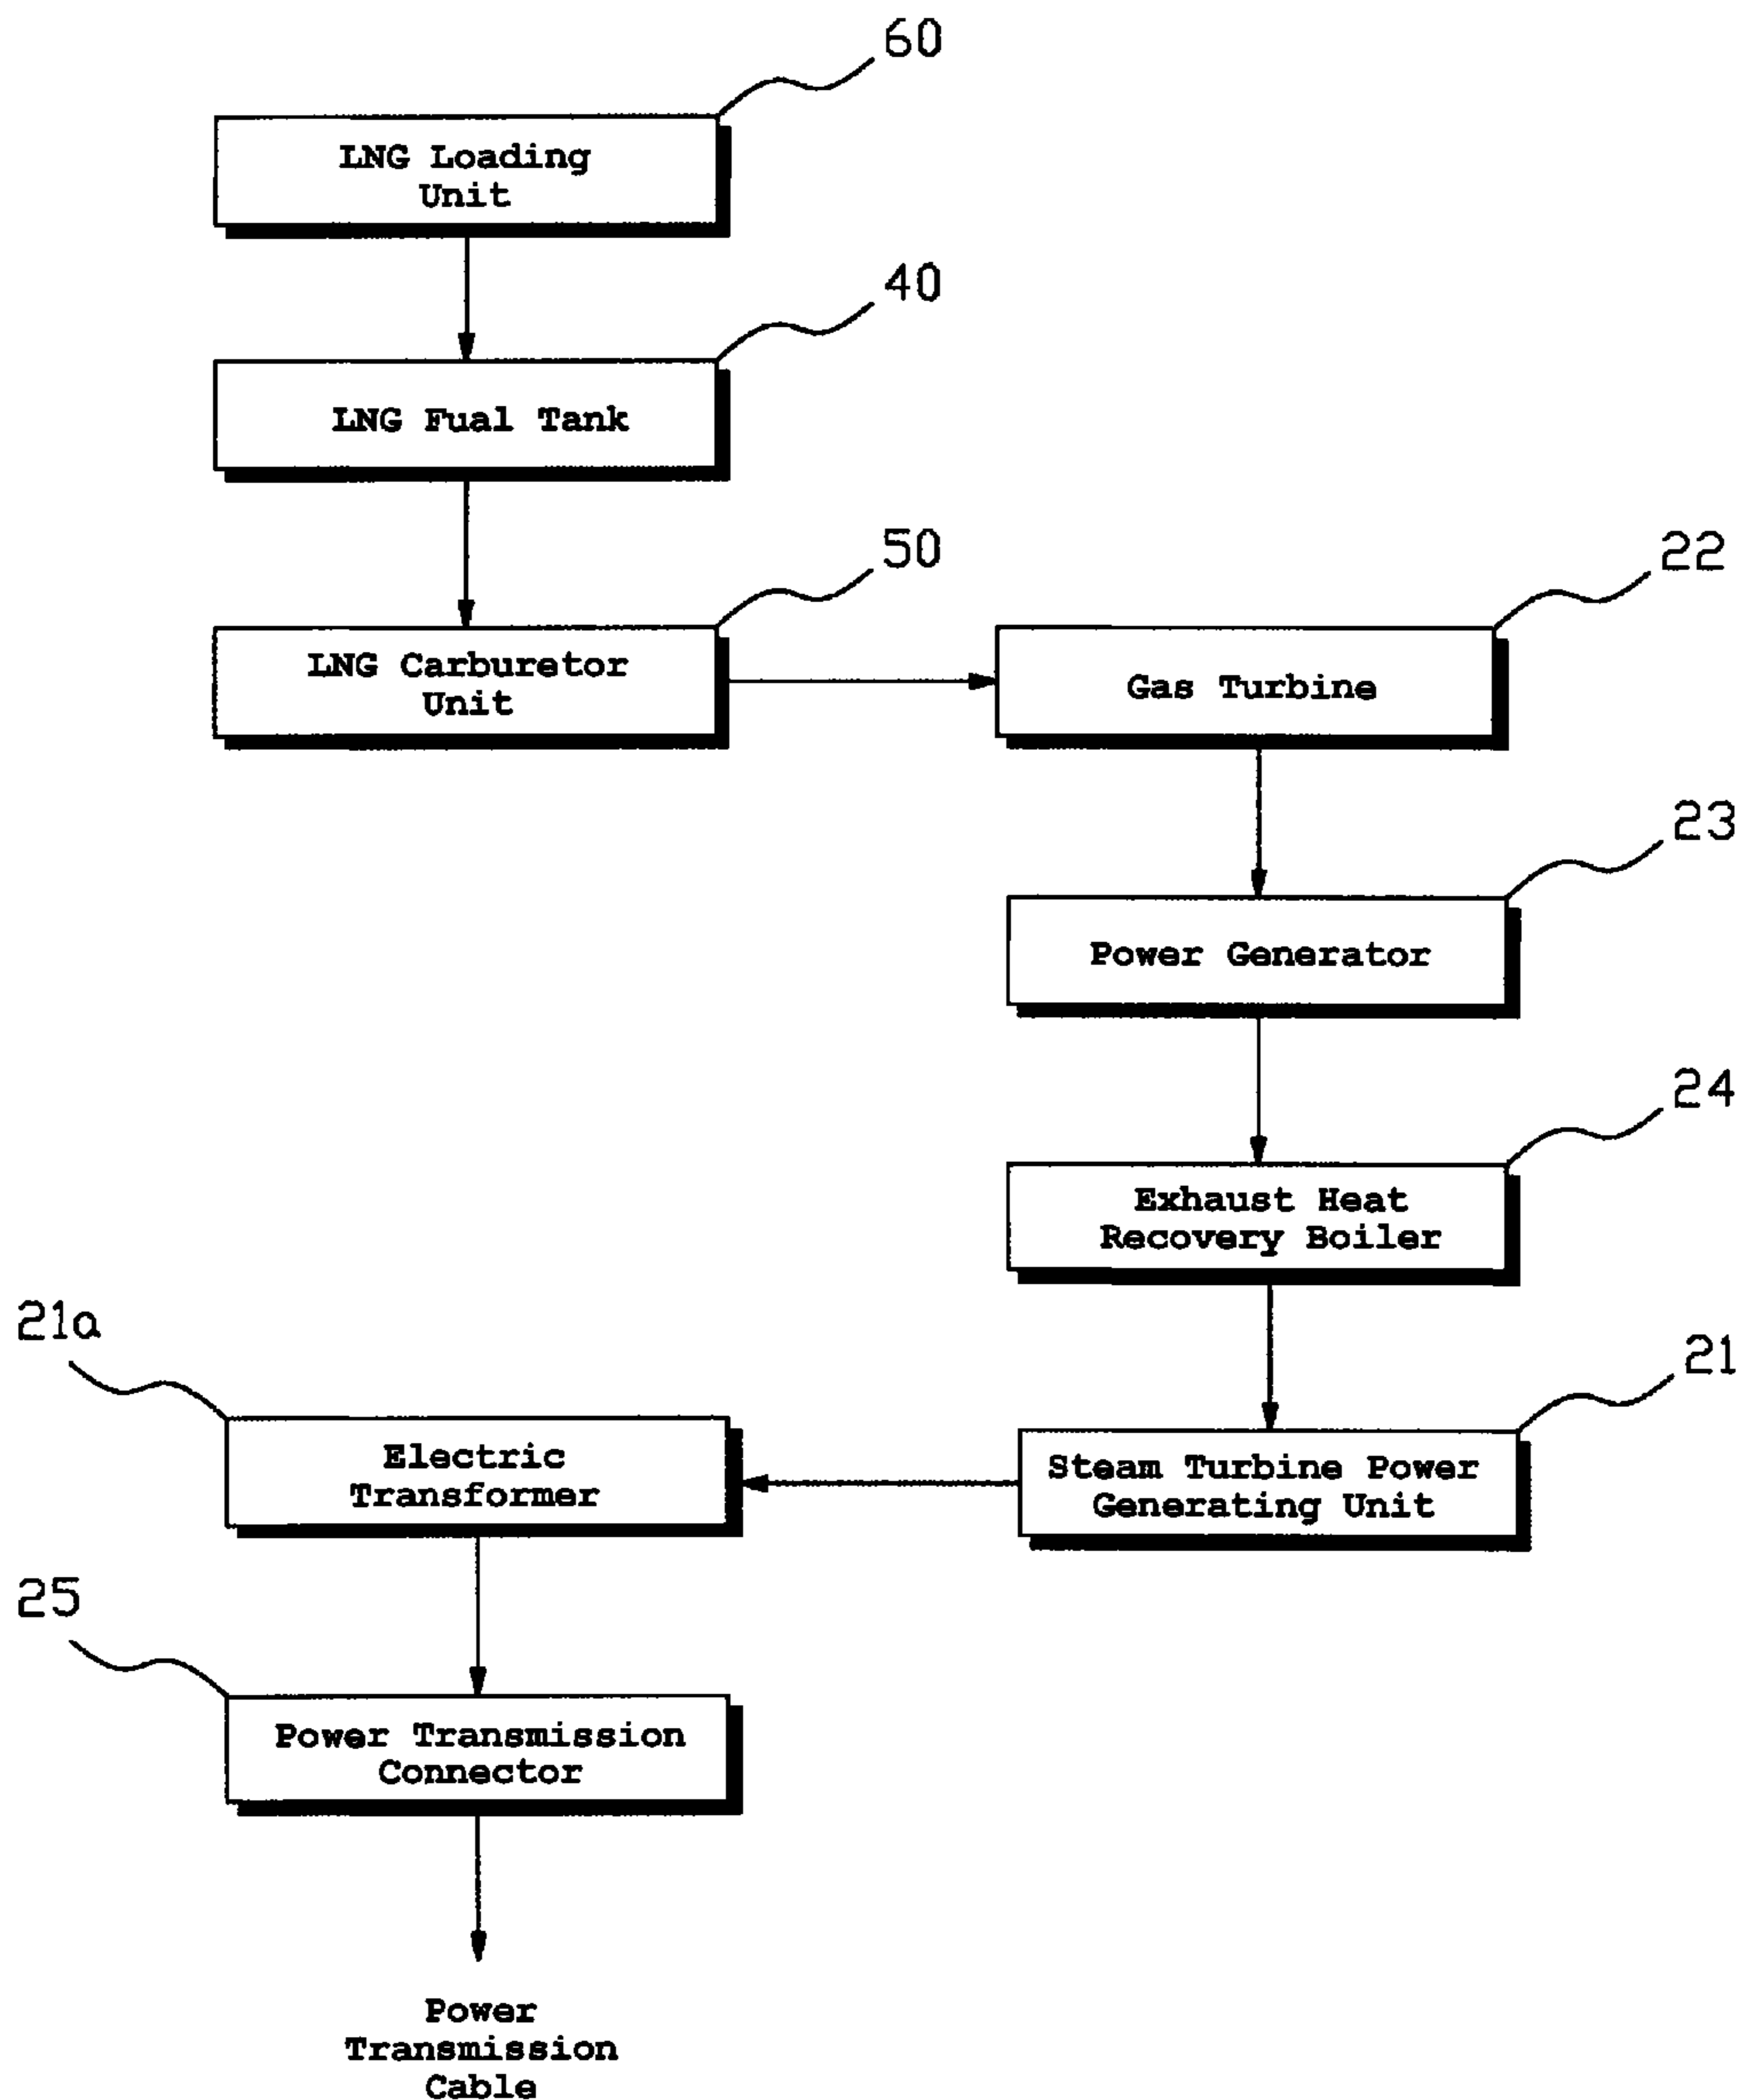 60
LNG Loading
Unit
40
LNG Fual Tank
50
LNG Carburetor
Unit
22
Gas Turbine
23
Power Generator
24
Exhaust Heat
Recovery Boiler
21a
Electric
Transformer
21
Steam Turbine Power
Generating Unit
25
Power Transmission
Connector
Power
Transmission
Cable